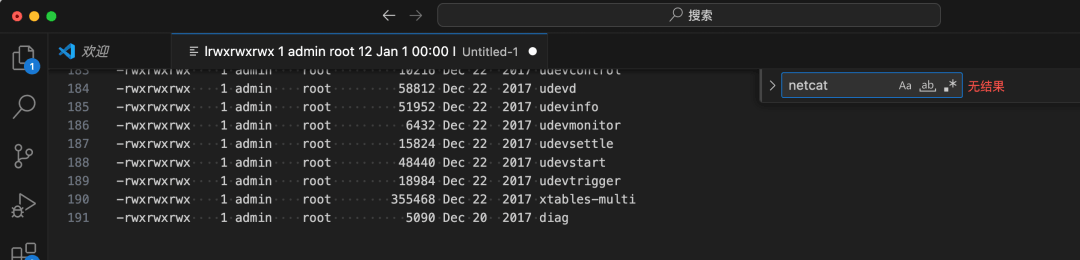 搜索
欢迎
lrwxrwxrwx 1 admin root 12 Jan 1 00:00 l Untitled-1
1
183 -rwxrwxrwx 1 admin root 10216 Dec 22 2017 udevcontrol
184 -rwxrwxrwx 1 admin root 58812 Dec 22 2017 udevd
185 -rwxrwxrwx 1 admin root 51952 Dec 22 2017 udevinfo
186 -rwxrwxrwx 1 admin root 6432 Dec 22 2017 udevmonitor
187 -rwxrwxrwx 1 admin root 15824 Dec 22 2017 udevsettle
188 -rwxrwxrwx 1 admin root 48440 Dec 22 2017 udevstart
189 -rwxrwxrwx 1 admin root 18984 Dec 22 2017 udevtrigger
190 -rwxrwxrwx 1 admin root 355468 Dec 22 2017 xtables-multi
191 -rwxrwxrwx 1 admin root 5090 Dec 20 2017 diag
netcat Aa ab .* 无结果